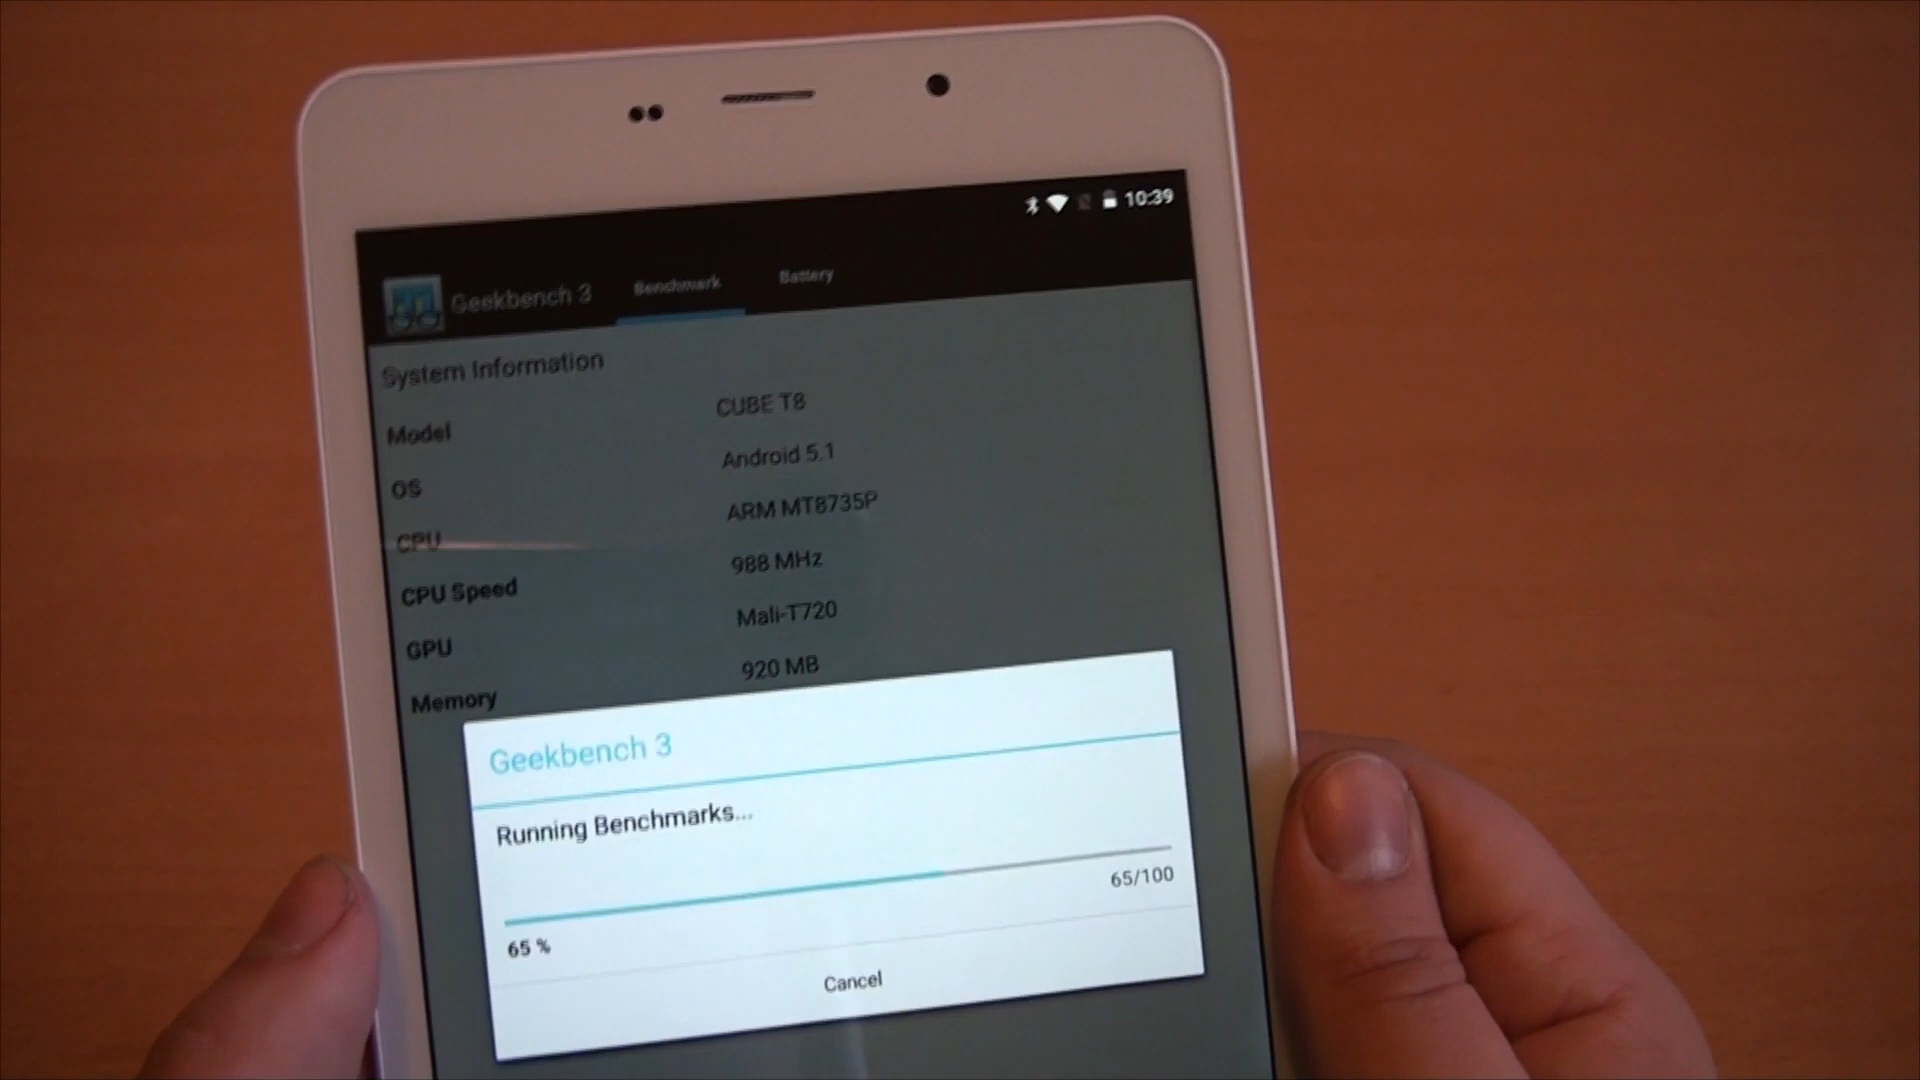 10:39
Geekbench 3 Benchmark Battery
System Information
Model CUBE T8
OS Android 5.1
CPU ARM MT8735P
CPU Speed 988 MHz
GPU Mali-T720
Memory 920 MB
Geekbench 3
Running Benchmarks...
65/100
65 %
Cancel